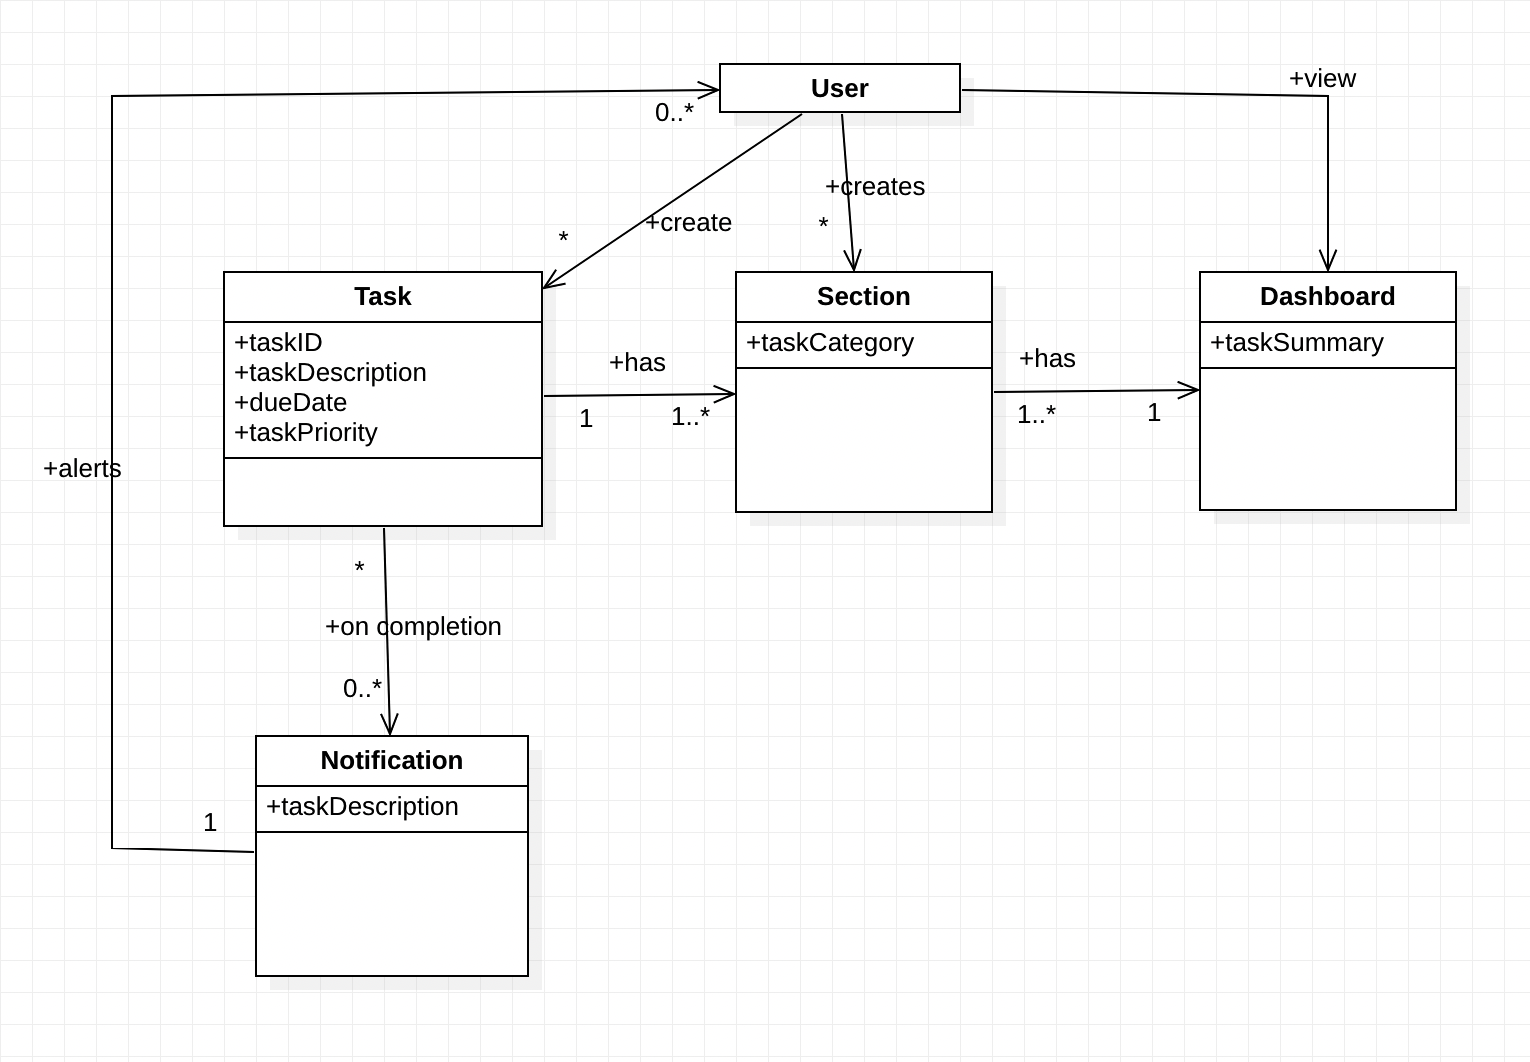 User
+view
0..*
+creates
*
+create
*
Task
+taskID
+taskDescription
+dueDate
+taskPriority
Section
+taskCategory
Dashboard
+taskSummary
+has
1
1..*
+has
1..*
1
+alerts
*
+on completion
0..*
Notification
+taskDescription
1